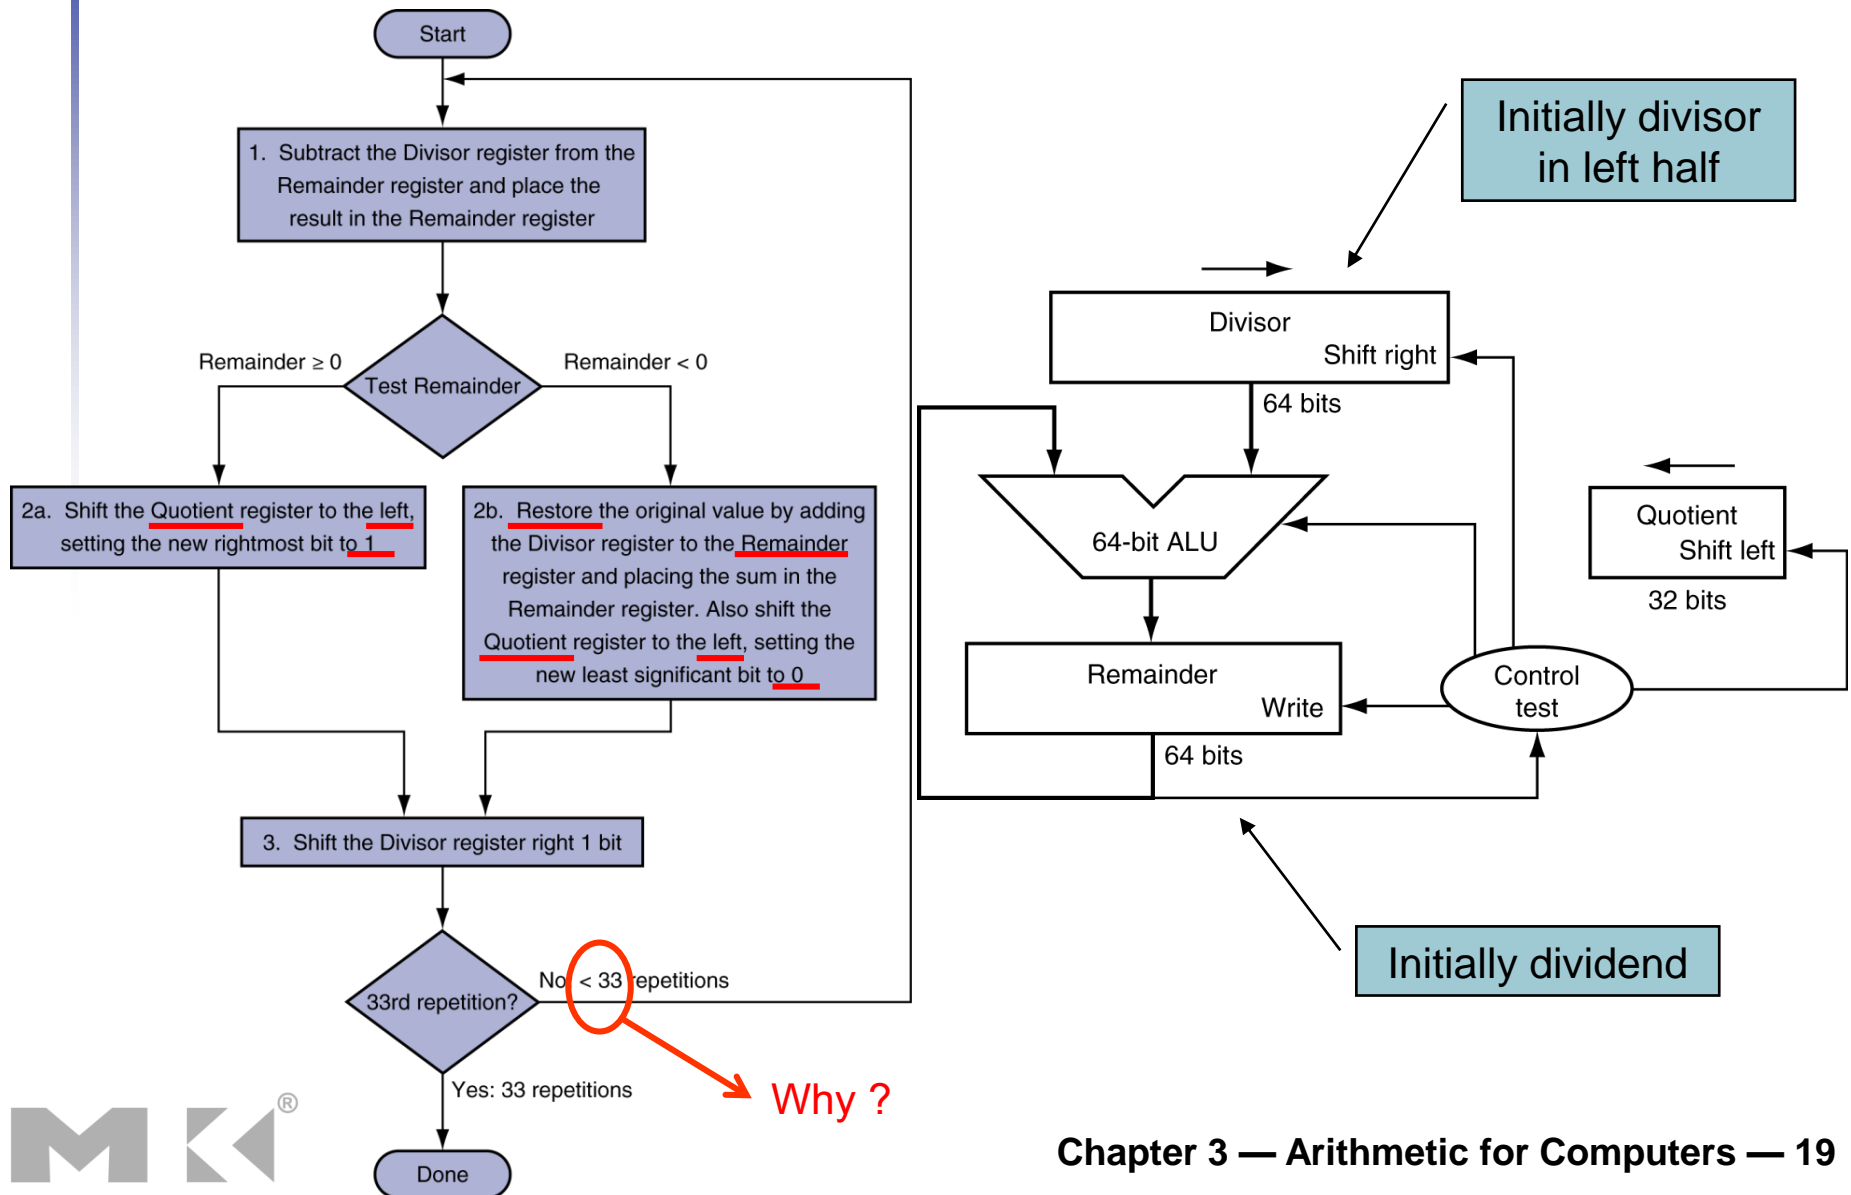 Start
1. Subtract the Divisor register from the
Remainder register and place the
result in the Remainder register
Remainder ≥ 0
Remainder < 0
Test Remainder
2a. Shift the Quotient register to the left,
setting the new rightmost bit to 1
2b. Restore the original value by adding
the Divisor register to the Remainder
register and placing the sum in the
Remainder register. Also shift the
Quotient register to the left, setting the
new least significant bit to 0
3. Shift the Divisor register right 1 bit
33rd repetition?
No: < 33 repetitions
Yes: 33 repetitions
Why ?
Done
Initially divisor
in left half
Divisor
Shift right
64 bits
64-bit ALU
Quotient
Shift left
32 bits
Remainder
Write
64 bits
Control
test
Initially dividend
MK®
Chapter 3 — Arithmetic for Computers — 19